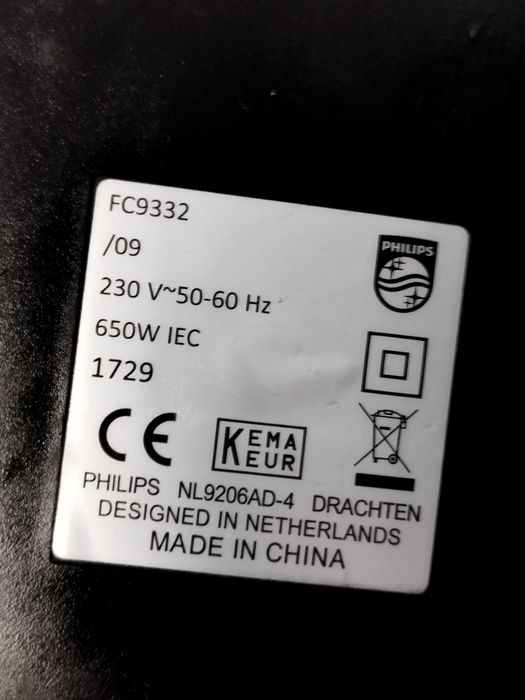 FC9332
/09
230 V~50-60 Hz
650W IEC
1729
PHILIPS
CE
KEMA
KEUR
PHILIPS NL9206AD-4 DRACHTEN
DESIGNED IN NETHERLANDS
MADE IN CHINA